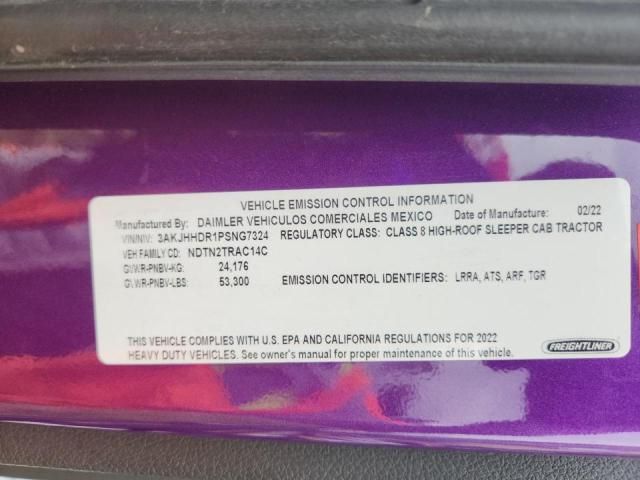 VEHICLE EMISSION CONTROL INFORMATION
Manufactured By DAIMLER VEHICULOS COMERCIALES MEXICO Date of Manufacture: 02/22
VIN/NIV: 3AKJHHDR1PSNG7324 REGULATORY CLASS: CLASS 8 HIGH-ROOF SLEEPER CAB TRACTOR
VEH FAMILY CD: NDTN2TRAC14C
GVWR-PNBV-KG: 24,176
GVWR-PNBV-LBS: 53,300 EMISSION CONTROL IDENTIFIERS: LRRA, ATS, ARF, TGR
THIS VEHICLE COMPLIES WITH U.S. EPA AND CALIFORNIA REGULATIONS FOR 2022
HEAVY DUTY VEHICLES. See owner's manual for proper maintenance of this vehicle.
FREIGHTLINER